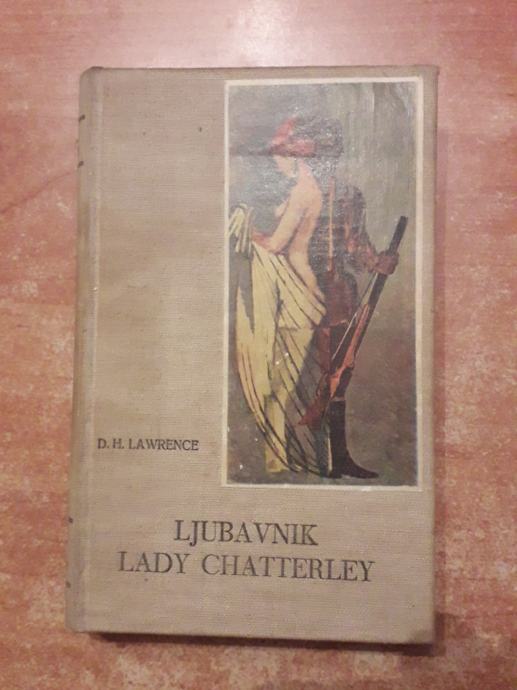 D. H. LAWRENCE
LJUBAVNIK
LADY CHATTERLEY